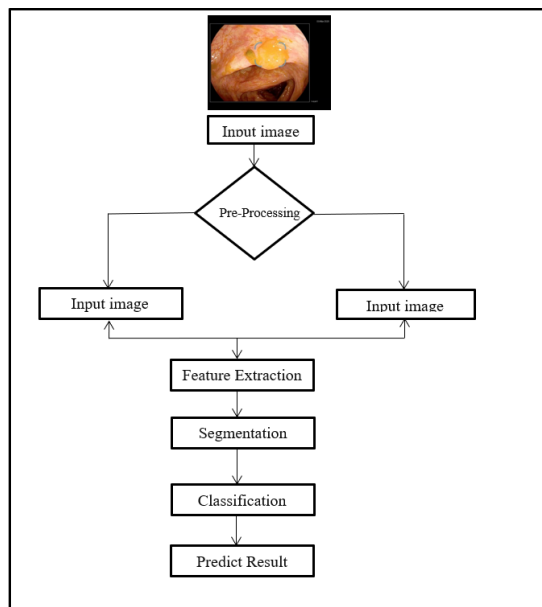 Input image
Pre-Processing
Input image
Input image
Feature Extraction
Segmentation
Classification
Predict Result